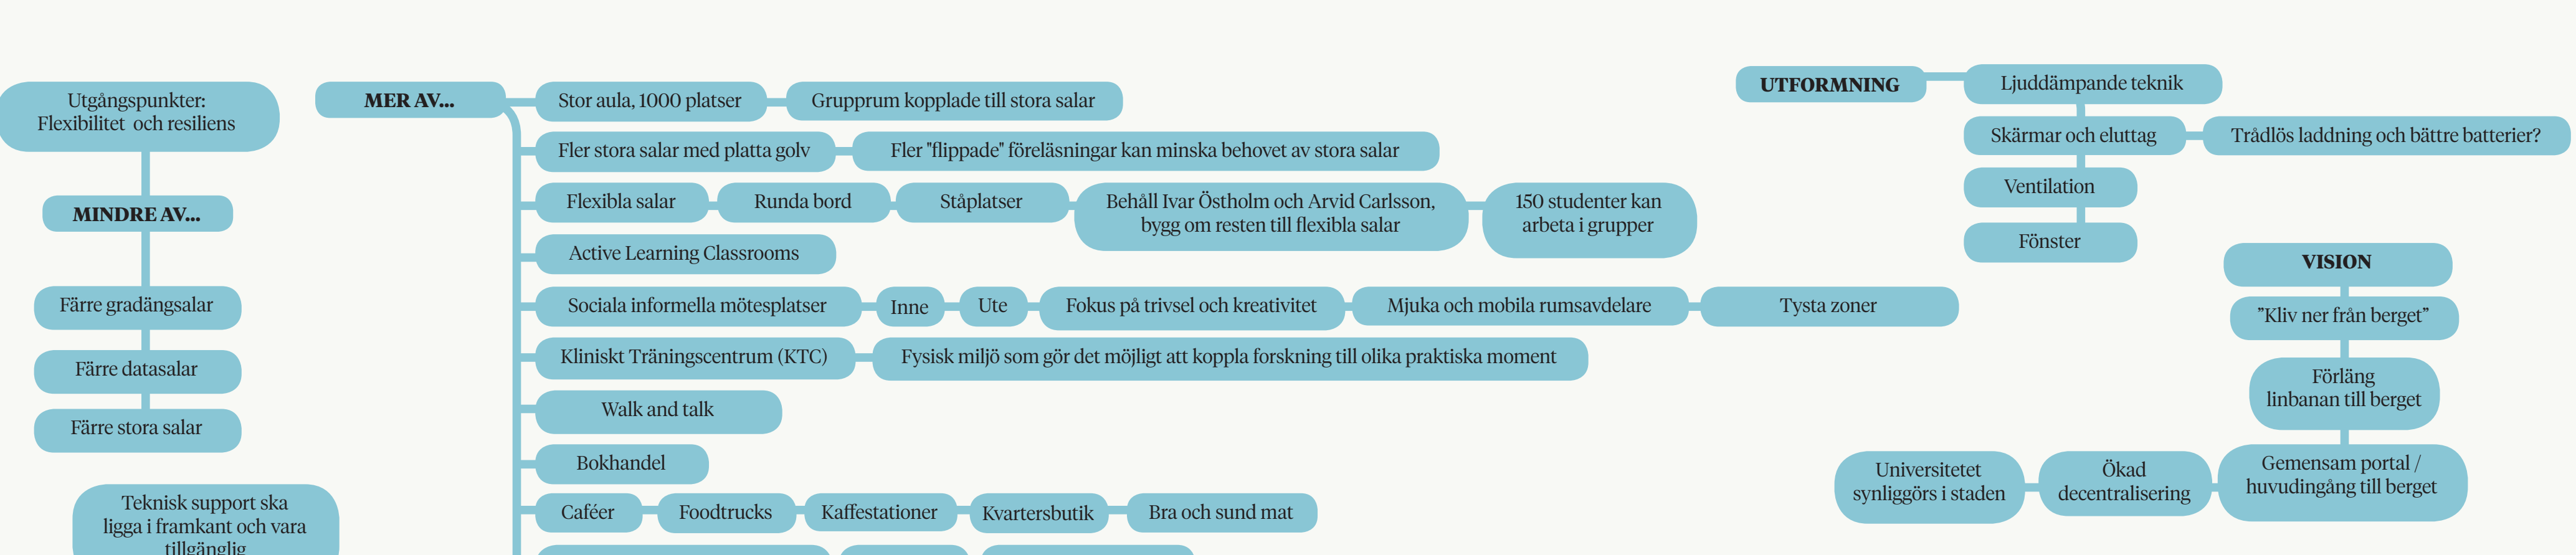 Utgångspunkter:
Flexibilitet och resiliens
MINDRE AV...
Färre gradängsalar
Färre datasalar
Färre stora salar
Teknisk support ska
ligga i framkant och vara
tillgänglig
MER AV...
Stor aula, 1000 platser
Grupprum kopplade till stora salar
Fler stora salar med platta golv
Fler "flippade" föreläsningar kan minska behovet av stora salar
Flexibla salar
Runda bord
Ståplatser
Behåll Ivar Östholm och Arvid Carlsson,
bygg om resten till flexibla salar
150 studenter kan
arbeta i grupper
Active Learning Classrooms
Sociala informella mötesplatser
Inne
Ute
Fokus på trivsel och kreativitet
Mjuka och mobila rumsavdelare
Tysta zoner
Kliniskt Träningscentrum (KTC)
Fysisk miljö som gör det möjligt att koppla forskning till olika praktiska moment
Walk and talk
Bokhandel
Caféer
Foodtrucks
Kaffestationer
Kvartersbutik
Bra och sund mat
UTFORMNING
Ljuddämpande teknik
Skärmar och eluttag
Trådlös laddning och bättre batterier?
Ventilation
Fönster
VISION
”Kliv ner från berget”
Förläng
linbanan till berget
Gemensam portal /
huvudingång till berget
Ökad
decentralisering
Universitetet
synliggörs i staden